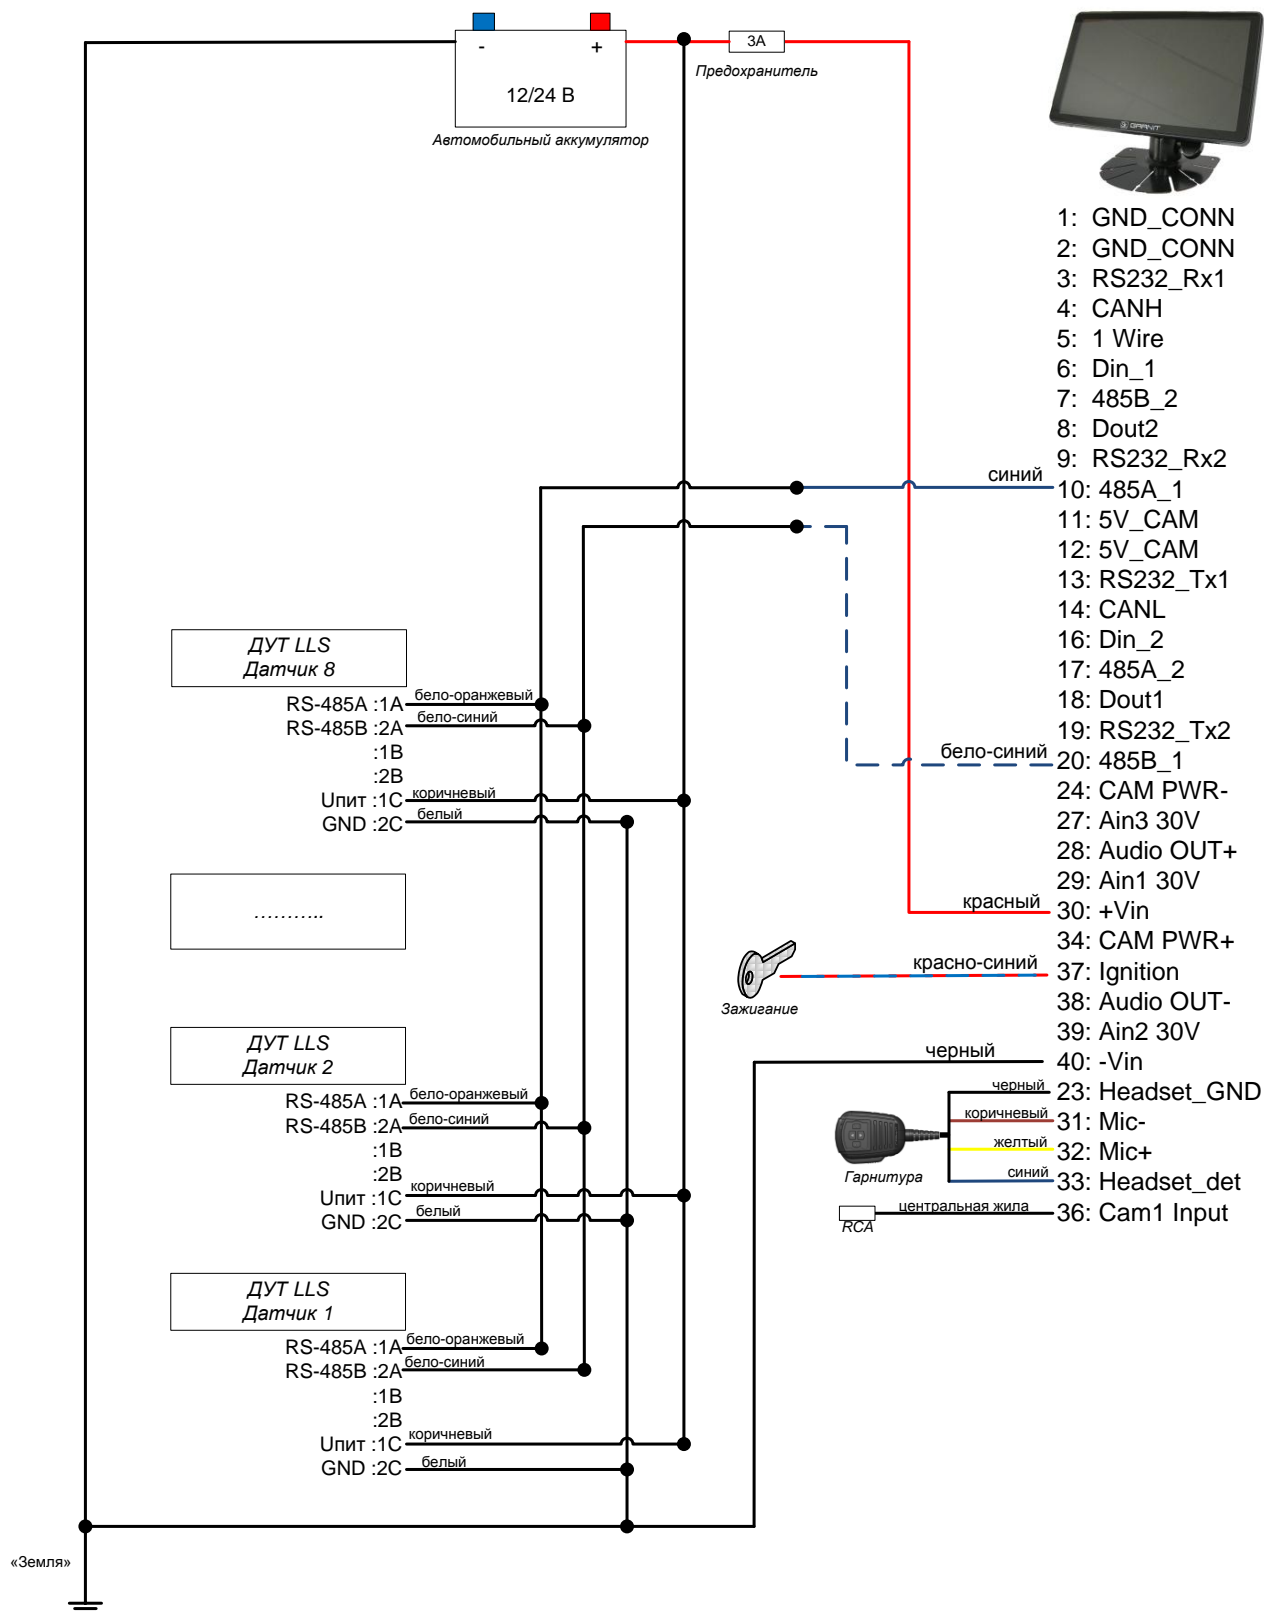 - +
12/24 В
Автомобильный аккумулятор
3А
Предохранитель
GARNIT
1: GND_CONN
2: GND_CONN
3: RS232_Rx1
4: CANH
5: 1 Wire
6: Din_1
7: 485B_2
8: Dout2
9: RS232_Rx2
синий
10: 485A_1
11: 5V_CAM
12: 5V_CAM
13: RS232_Tx1
14: CANL
16: Din_2
17: 485A_2
18: Dout1
19: RS232_Tx2
бело-синий
20: 485B_1
24: CAM PWR-
27: Ain3 30V
28: Audio OUT+
29: Ain1 30V
красный
30: +Vin
34: CAM PWR+
красно-синий
37: Ignition
38: Audio OUT-
39: Ain2 30V
черный
40: -Vin
черный
23: Headset_GND
коричневый
31: Mic-
желтый
32: Mic+
синий
33: Headset_det
центральная жила
36: Cam1 Input
Зажигание
Гарнитура
RCA
ДУТ LLS
Датчик 8
RS-485A :1A бело-оранжевый
RS-485B :2A бело-синий
:1B
:2B
Uпит :1C коричневый
GND :2C белый
………..
ДУТ LLS
Датчик 2
RS-485A :1A бело-оранжевый
RS-485B :2A бело-синий
:1B
:2B
Uпит :1C коричневый
GND :2C белый
ДУТ LLS
Датчик 1
RS-485A :1A бело-оранжевый
RS-485B :2A бело-синий
:1B
:2B
Uпит :1C коричневый
GND :2C белый
«Земля»